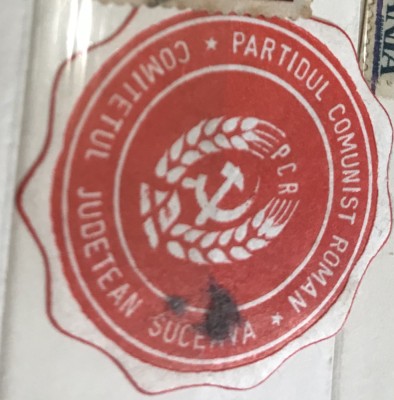 PARTIDUL COMUNIST ROMAN
COMITETUL JUDETEAN SUCEAVA
PCR